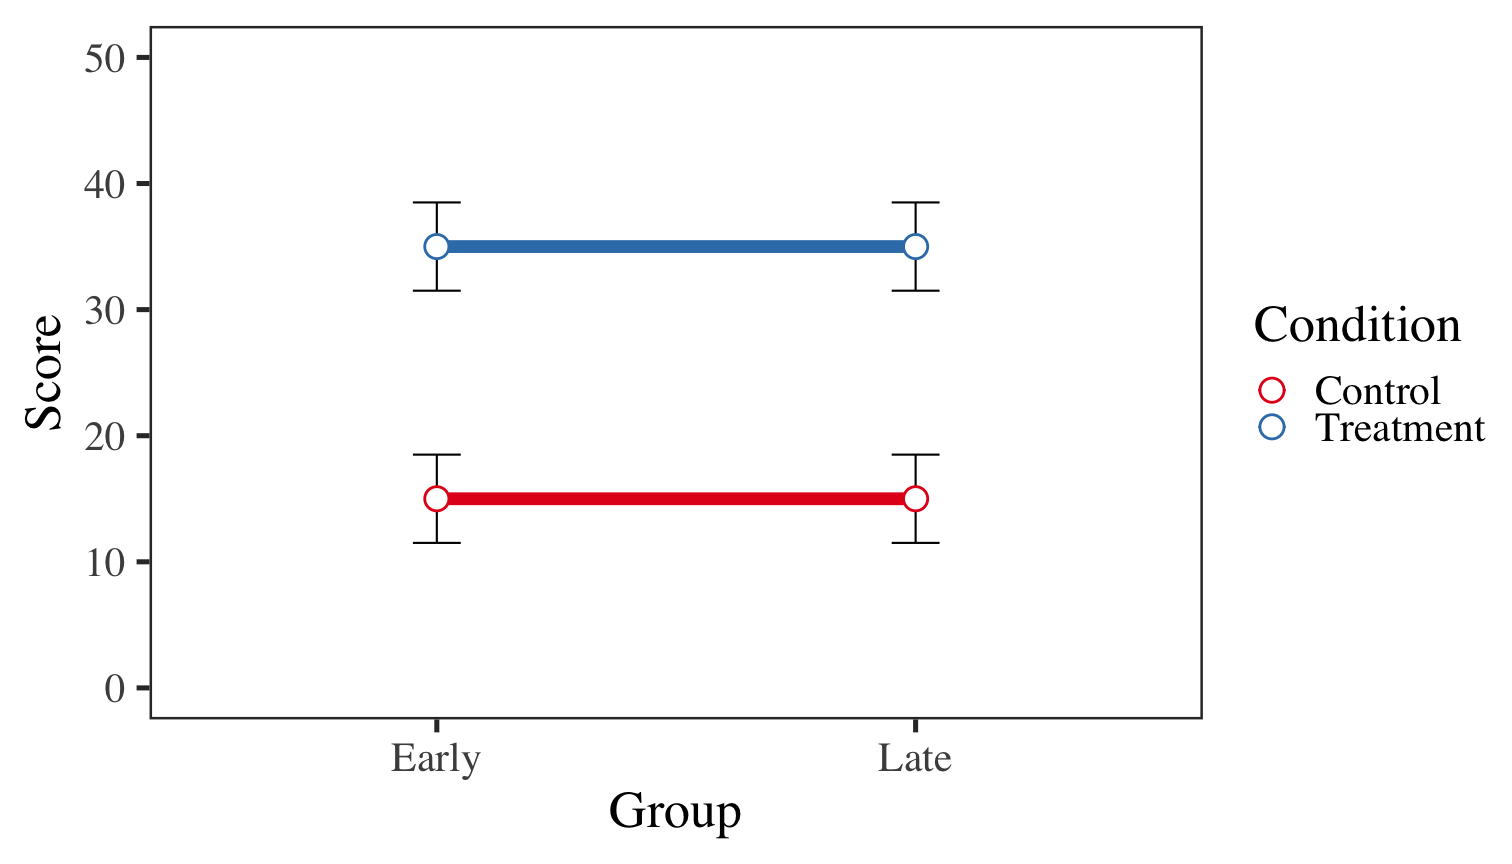 50
40
30
20
10
0
Score
Early Late
Group
Condition
Control
Treatment